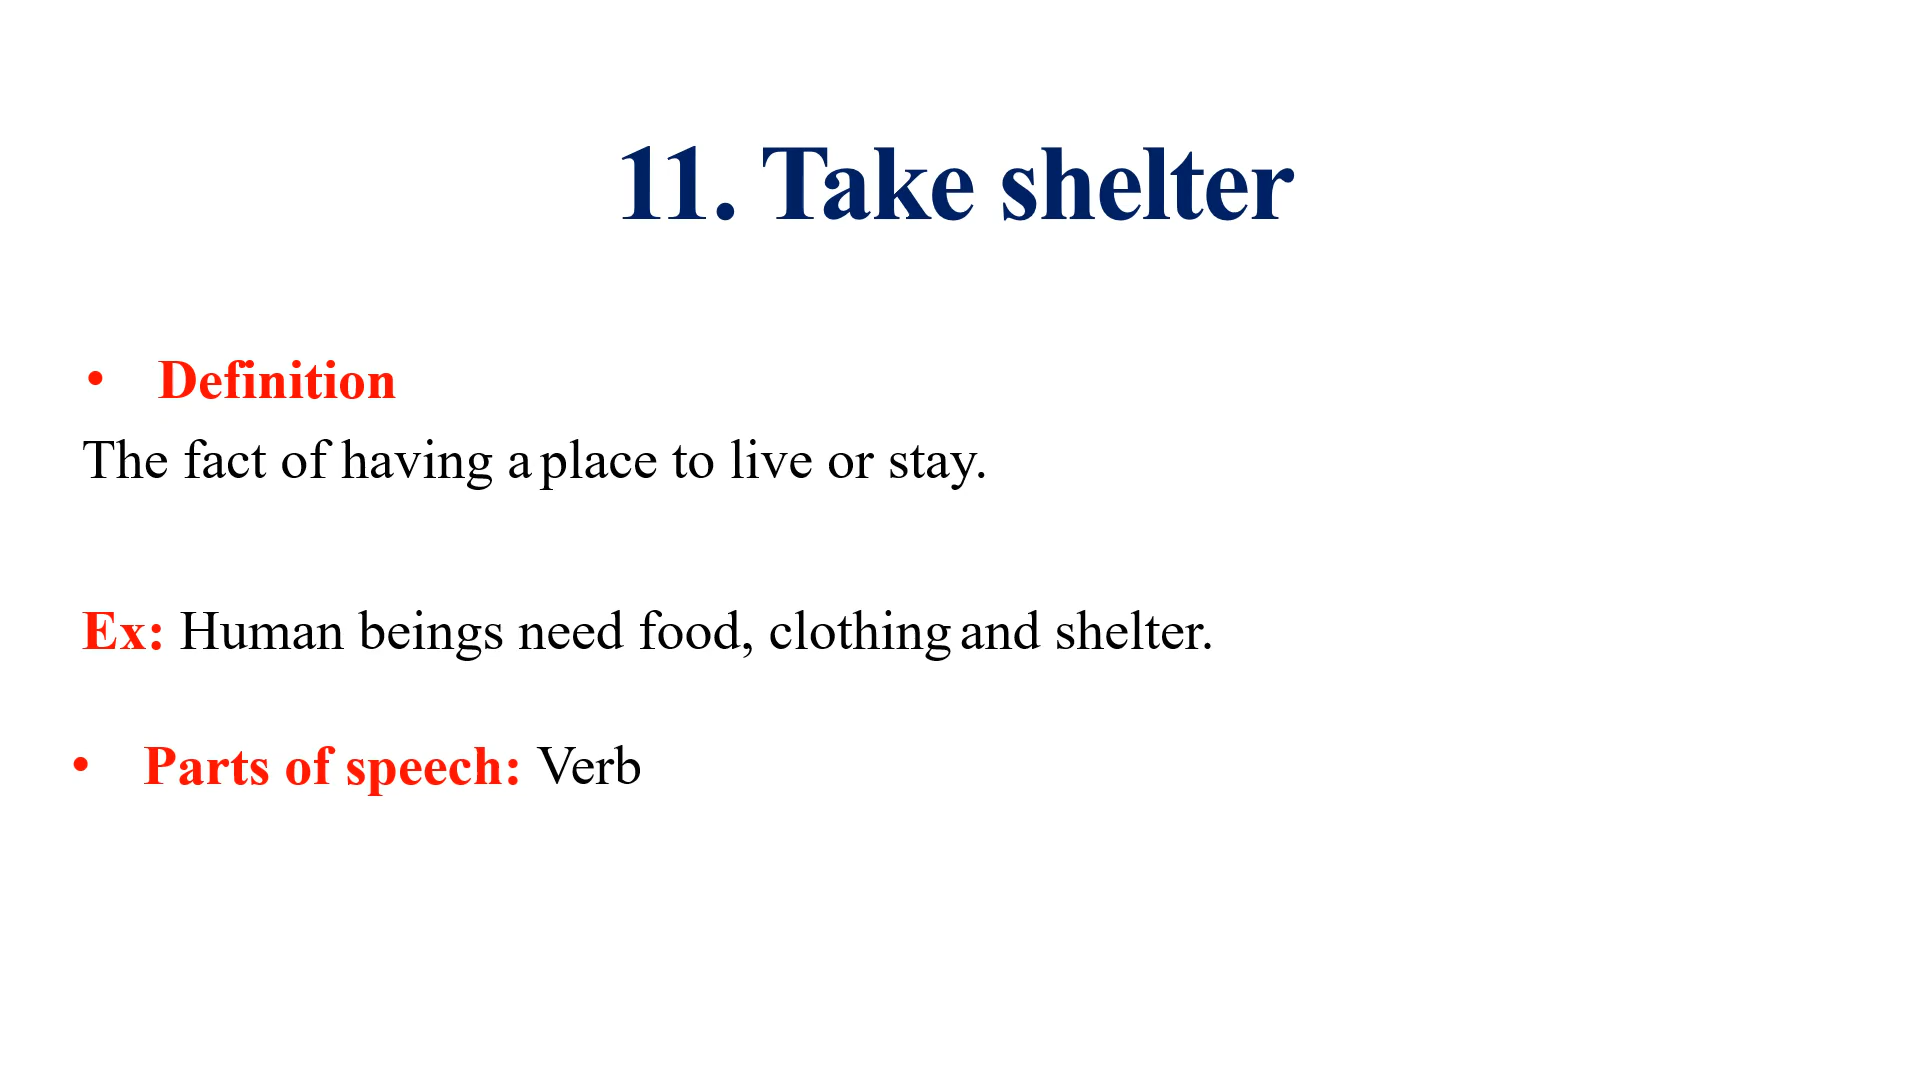 11. Take shelter
• Definition
The fact of having a place to live or stay.
Ex: Human beings need food, clothing and shelter.
• Parts of speech: Verb